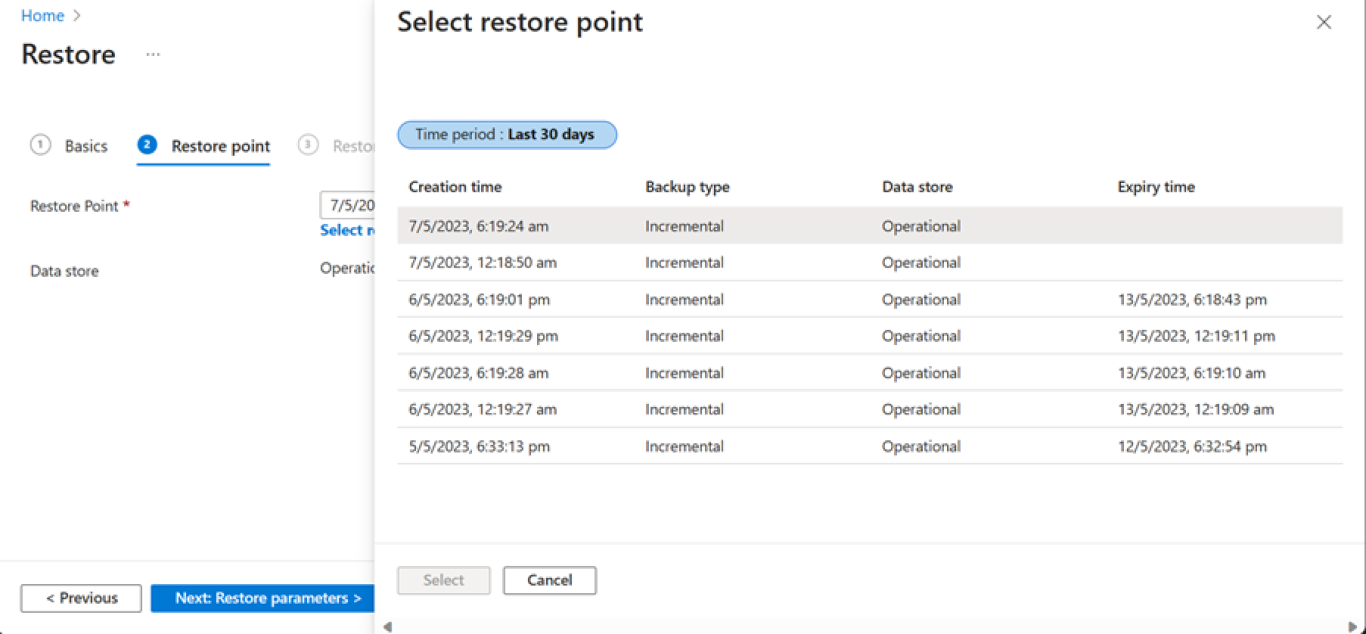 Home
Restore ...
1 Basics 2 Restore point 3 Resto
Restore Point *
7/5/20
Select r
Data store
Operatio
< Previous
Next: Restore parameters >
Select restore point
Time period : Last 30 days
Creation time Backup type Data store Expiry time
7/5/2023, 6:19:24 am Incremental Operational
7/5/2023, 12:18:50 am Incremental Operational
6/5/2023, 6:19:01 pm Incremental Operational 13/5/2023, 6:18:43 pm
6/5/2023, 12:19:29 pm Incremental Operational 13/5/2023, 12:19:11 pm
6/5/2023, 6:19:28 am Incremental Operational 13/5/2023, 6:19:10 am
6/5/2023, 12:19:27 am Incremental Operational 13/5/2023, 12:19:09 am
5/5/2023, 6:33:13 pm Incremental Operational 12/5/2023, 6:32:54 pm
Select
Cancel